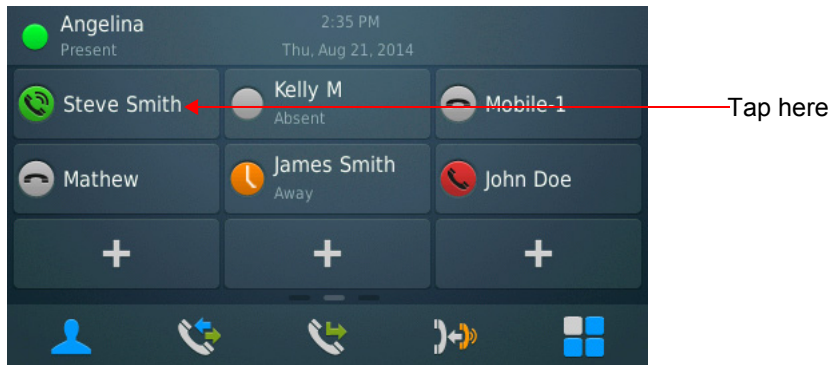 Angelina
Present
2:35 PM
Thu, Aug 21, 2014
Steve Smith
Kelly M
Absent
Mobile-1
Tap here
Mathew
James Smith
Away
John Doe